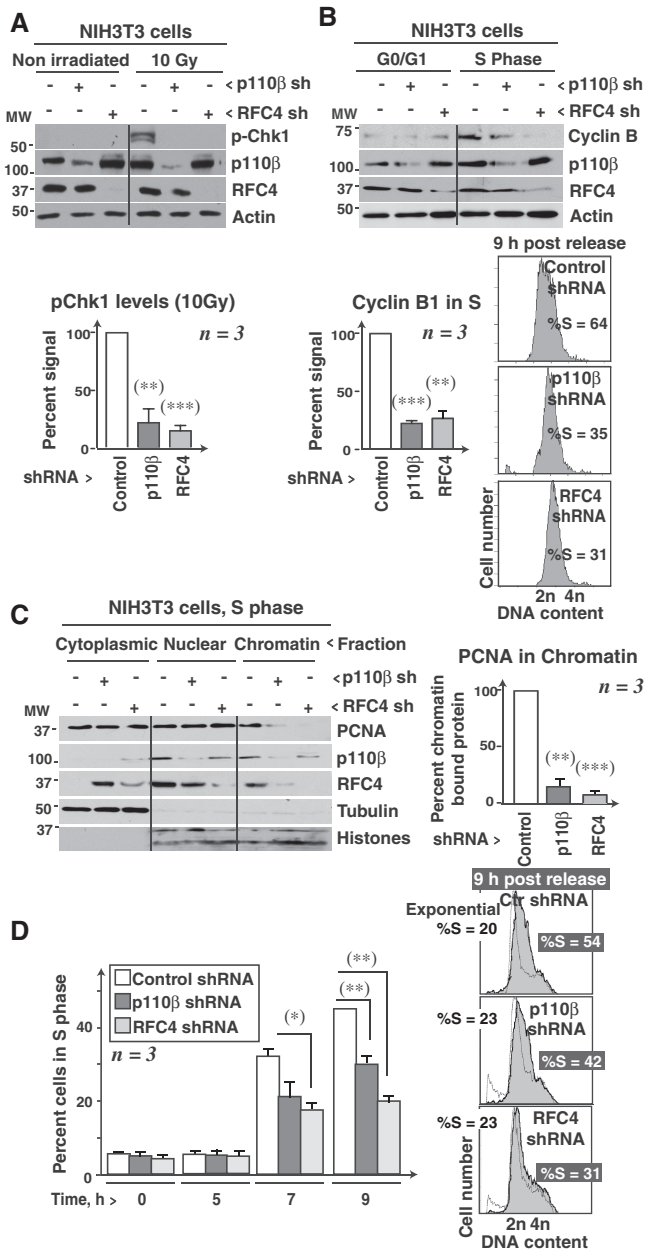 A
NIH3T3 cells
Non irradiated 10 Gy
- + - - + - < p110β sh
- - + - - + < RFC4 sh
MW
p-Chk1
50
p110β
100
RFC4
37
50
Actin
B
NIH3T3 cells
G0/G1 S Phase
- + - - + - < p110β sh
- - + - - + < RFC4 sh
MW
75
Cyclin B
p110β
100
37
RFC4
50
Actin
pChk1 levels (10Gy)
n = 3
Percent signal
100
50
0
(**)
(***)
shRNA >
Control
p110β
RFC4
Cyclin B1 in S
n = 3
Percent signal
100
50
0
(***)
(**)
shRNA >
Control
p110β
RFC4
9 h post release
Control
shRNA
%S = 64
p110β
shRNA
%S = 35
RFC4
shRNA
%S = 31
Cell number
2n 4n
DNA content
C
NIH3T3 cells, S phase
Cytoplasmic Nuclear Chromatin < Fraction
- + - - + - - + - <p110β sh
- - + - - + - - + < RFC4 sh
MW
37
PCNA
100
p110β
37
RFC4
50
Tubulin
37
Histones
PCNA in Chromatin
n = 3
Percent chromatin
bound protein
100
50
0
(**)
(***)
shRNA >
Control
p110β
RFC4
D
Percent cells in S phase
40
20
0
Control shRNA
p110β shRNA
RFC4 shRNA
n = 3
(*)
(**)
(**)
Time, h > 0 5 7 9
9 h post release
Exponential
Ctr shRNA
%S = 20
%S = 54
%S = 23
p110β
shRNA
%S = 42
%S = 23
RFC4
shRNA
%S = 31
Cell number
2n 4n
DNA content